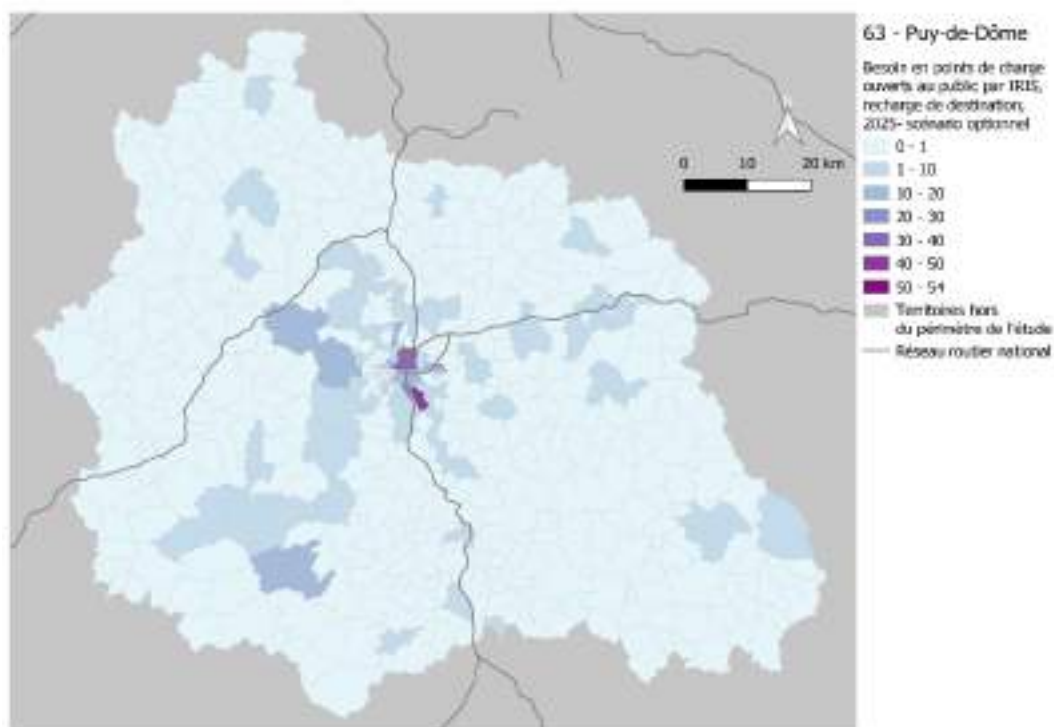 63 - Puy-de-Dôme
Besoin en points de charge
ouverts au public par IRIS,
recharge de destination,
2025- scénario optionnel
0 - 1
1 - 10
10 - 20
20 - 30
30 - 40
40 - 50
50 - 54
Territoires hors
du périmètre de l'étude
Réseau routier national
0 10 20 km